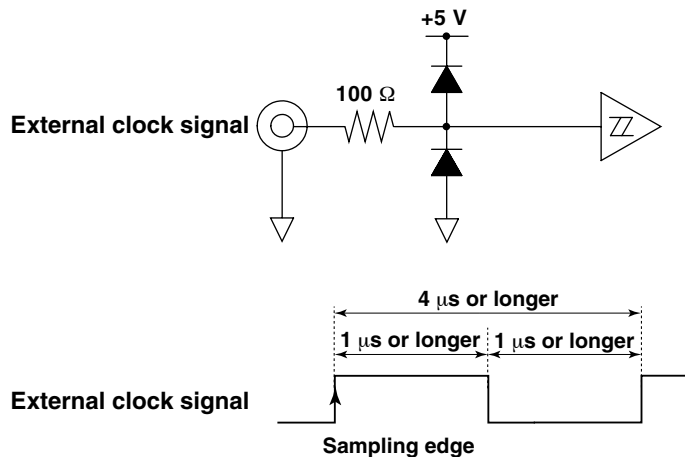 +5 V
100 Ω
External clock signal
4 μs or longer
1 μs or longer 1 μs or longer
External clock signal
Sampling edge